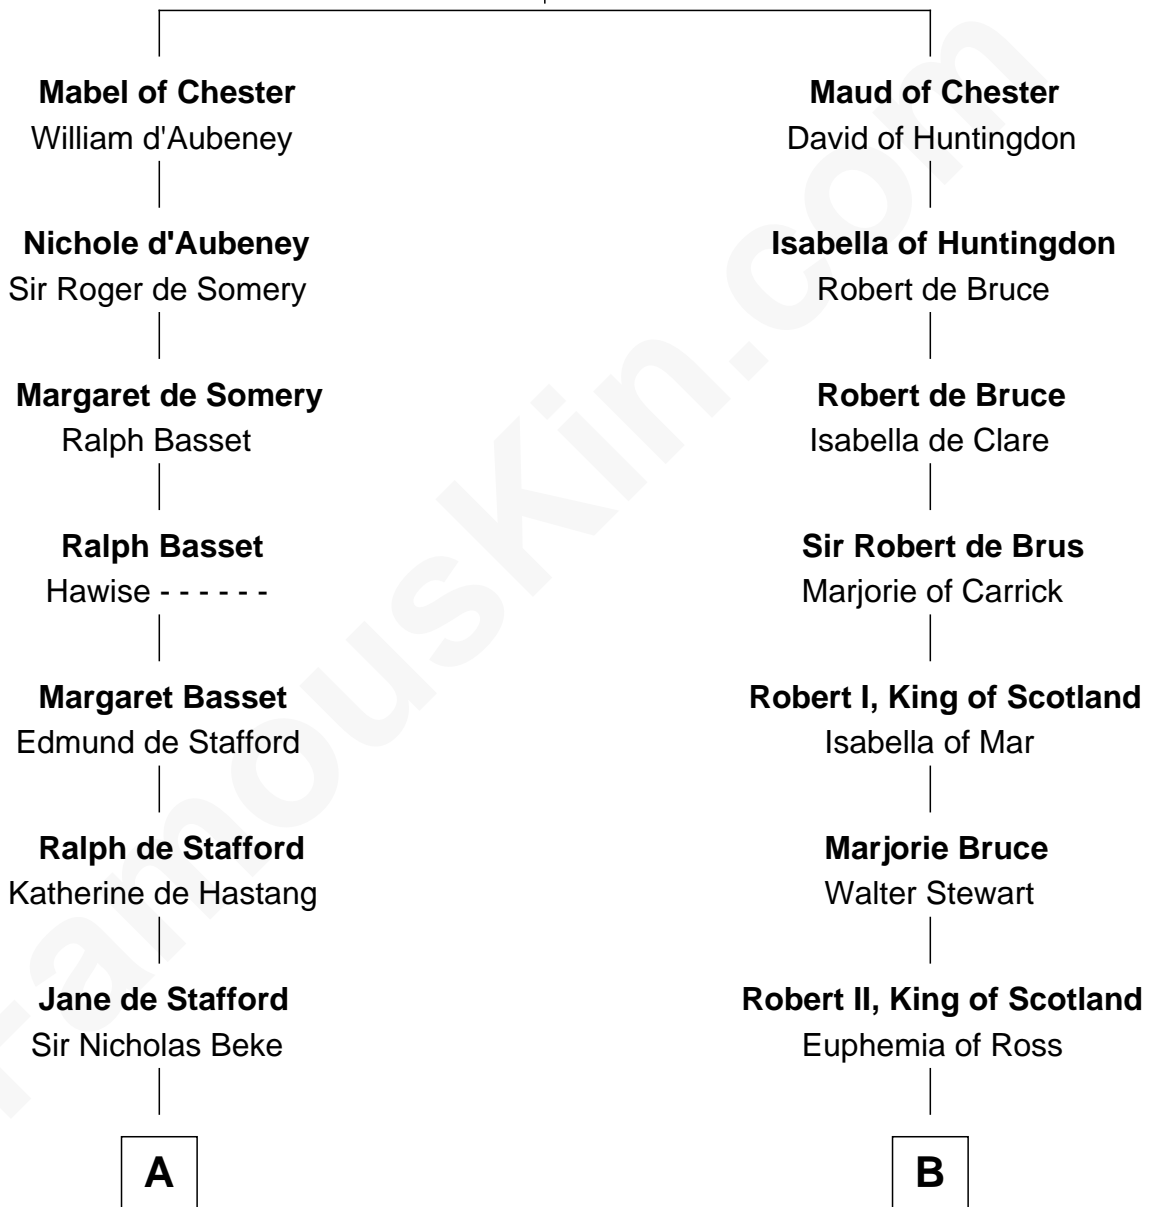 Mabel of Chester
William d'Aubeney
Nichole d'Aubeney
Sir Roger de Somery
Margaret de Somery
Ralph Basset
Ralph Basset
Hawise - - - - - -
Margaret Basset
Edmund de Stafford
Ralph de Stafford
Katherine de Hastang
Jane de Stafford
Sir Nicholas Beke
A
Maud of Chester
David of Huntingdon
Isabella of Huntingdon
Robert de Bruce
Robert de Bruce
Isabella de Clare
Sir Robert de Brus
Marjorie of Carrick
Robert I, King of Scotland
Isabella of Mar
Marjorie Bruce
Walter Stewart
Robert II, King of Scotland
Euphemia of Ross
B
FamousKin.com